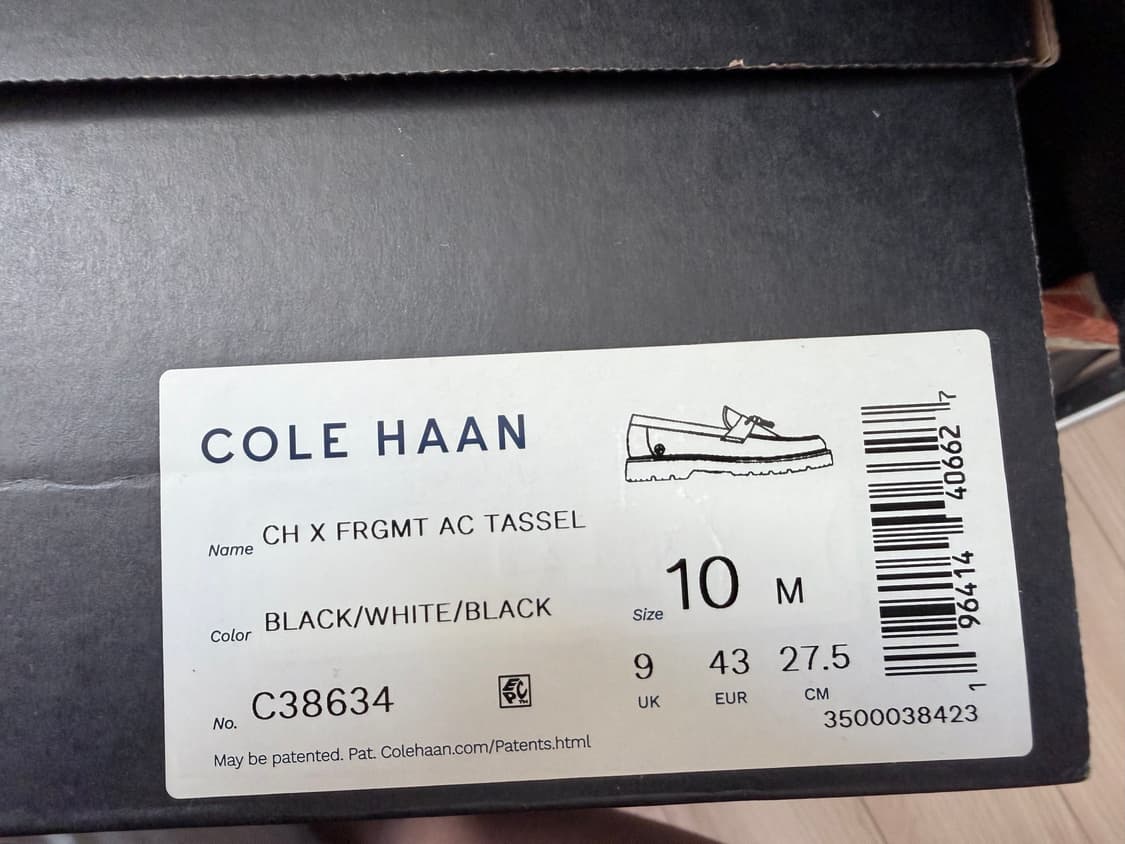 COLE HAAN
Name CH X FRGMT AC TASSEL
Color BLACK/WHITE/BLACK
No. C38634
EPC™
May be patented. Pat. Colehaan.com/Patents.html
Size 10 M
9 43 27.5
UK EUR CM
3500038423
1 96414 40662 7